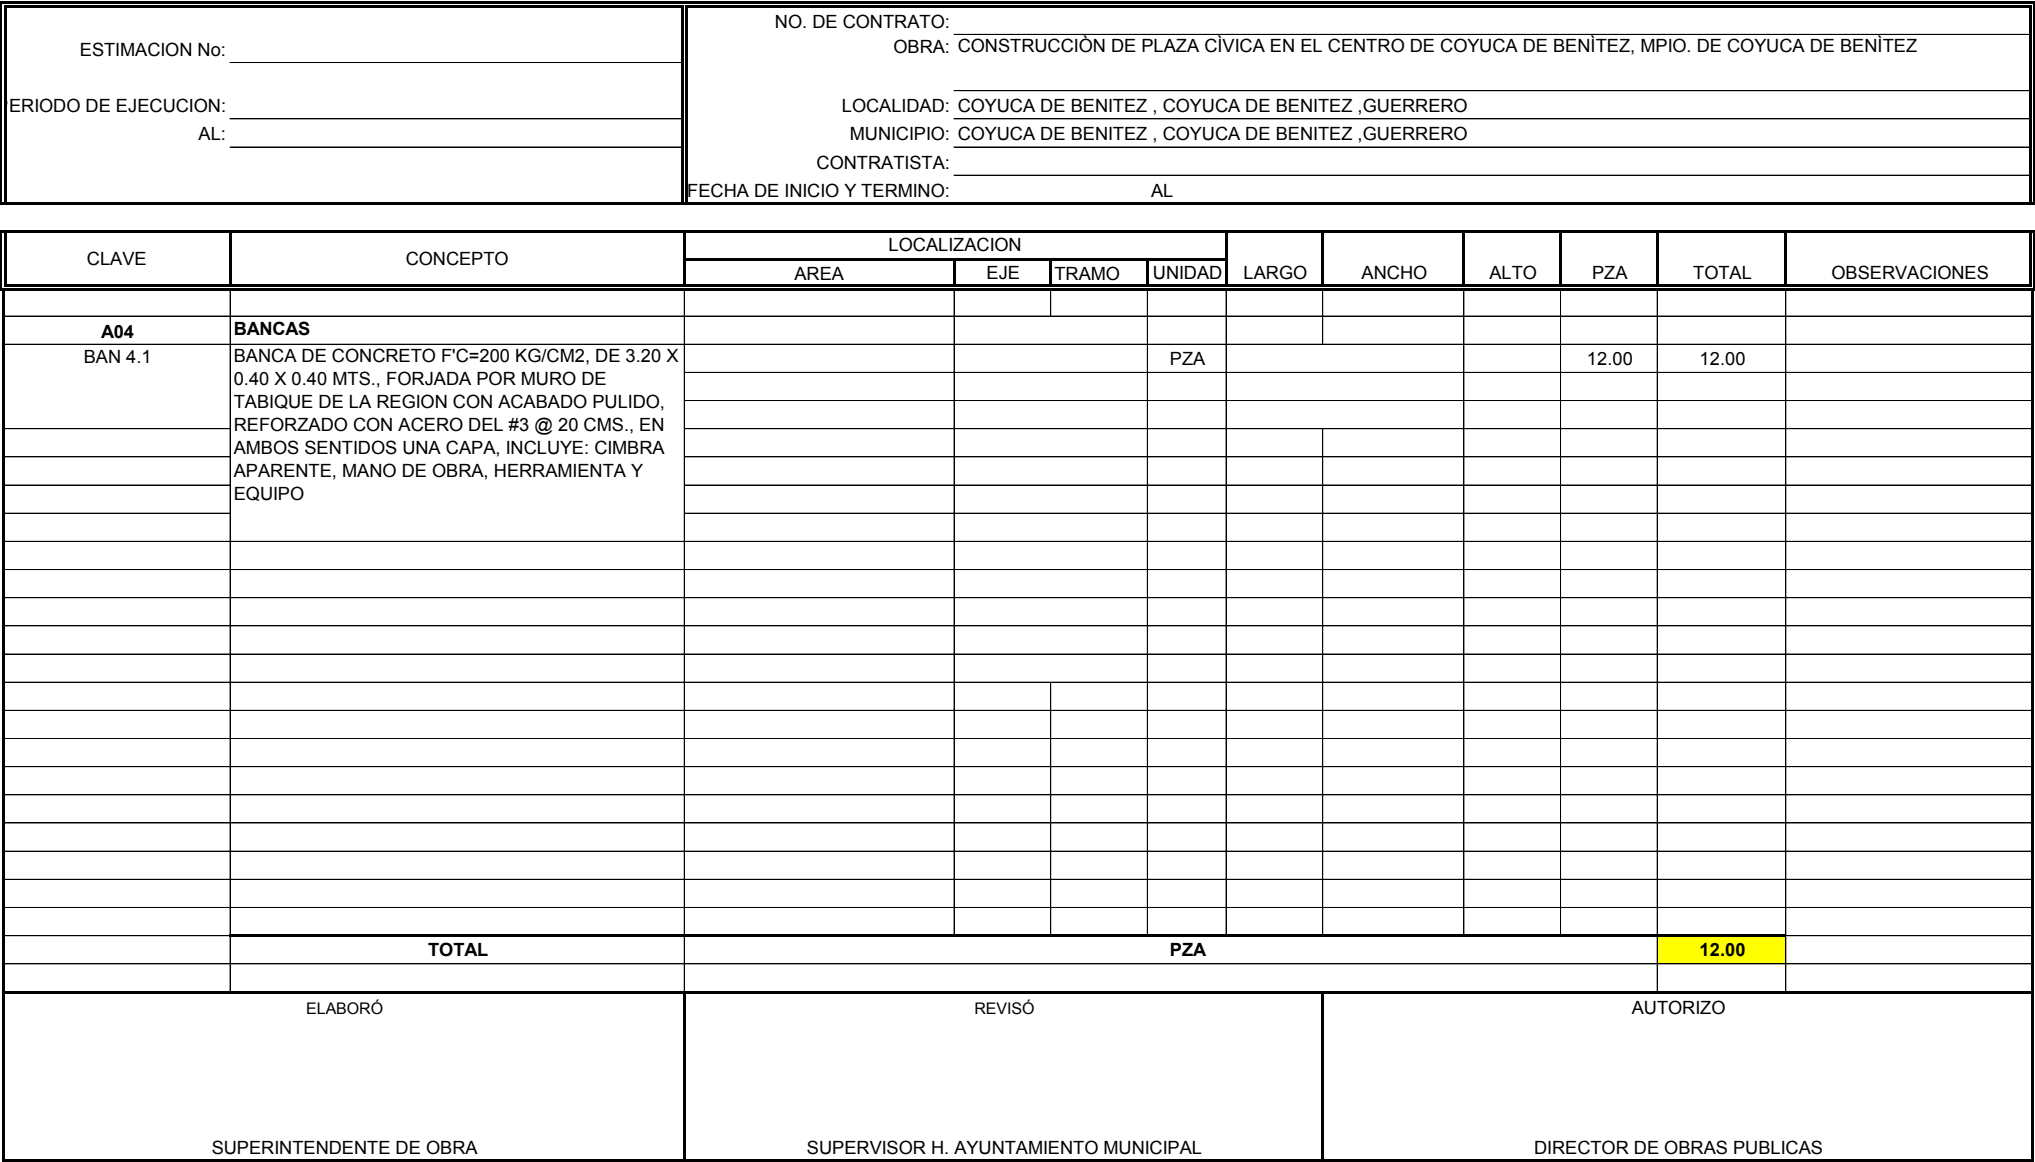 NO. DE CONTRATO:
ESTIMACION No:
OBRA: CONSTRUCCIÒN DE PLAZA CÌVICA EN EL CENTRO DE COYUCA DE BENÌTEZ, MPIO. DE COYUCA DE BENÌTEZ
ERIODO DE EJECUCION:
LOCALIDAD: COYUCA DE BENITEZ , COYUCA DE BENITEZ ,GUERRERO
AL:
MUNICIPIO: COYUCA DE BENITEZ , COYUCA DE BENITEZ ,GUERRERO
CONTRATISTA:
FECHA DE INICIO Y TERMINO: AL
CLAVE CONCEPTO LOCALIZACION LARGO ANCHO ALTO PZA TOTAL OBSERVACIONES
AREA EJE TRAMO UNIDAD
A04 BANCAS
BAN 4.1 BANCA DE CONCRETO F'C=200 KG/CM2, DE 3.20 X PZA 12.00 12.00
0.40 X 0.40 MTS., FORJADA POR MURO DE
TABIQUE DE LA REGION CON ACABADO PULIDO,
REFORZADO CON ACERO DEL #3 @ 20 CMS., EN
AMBOS SENTIDOS UNA CAPA, INCLUYE: CIMBRA
APARENTE, MANO DE OBRA, HERRAMIENTA Y
EQUIPO
TOTAL PZA 12.00
ELABORÓ REVISÓ AUTORIZO
SUPERINTENDENTE DE OBRA SUPERVISOR H. AYUNTAMIENTO MUNICIPAL DIRECTOR DE OBRAS PUBLICAS